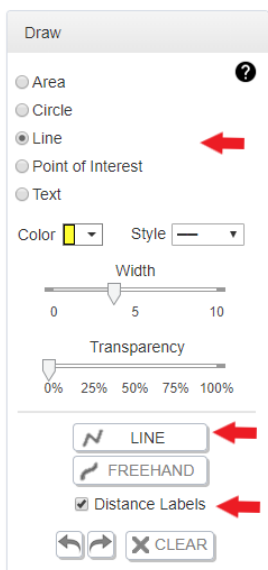 Draw
?
Area
Circle
Line
Point of Interest
Text
Color Style
Width
0 5 10
Transparency
0% 25% 50% 75% 100%
LINE
FREEHAND
Distance Labels
CLEAR